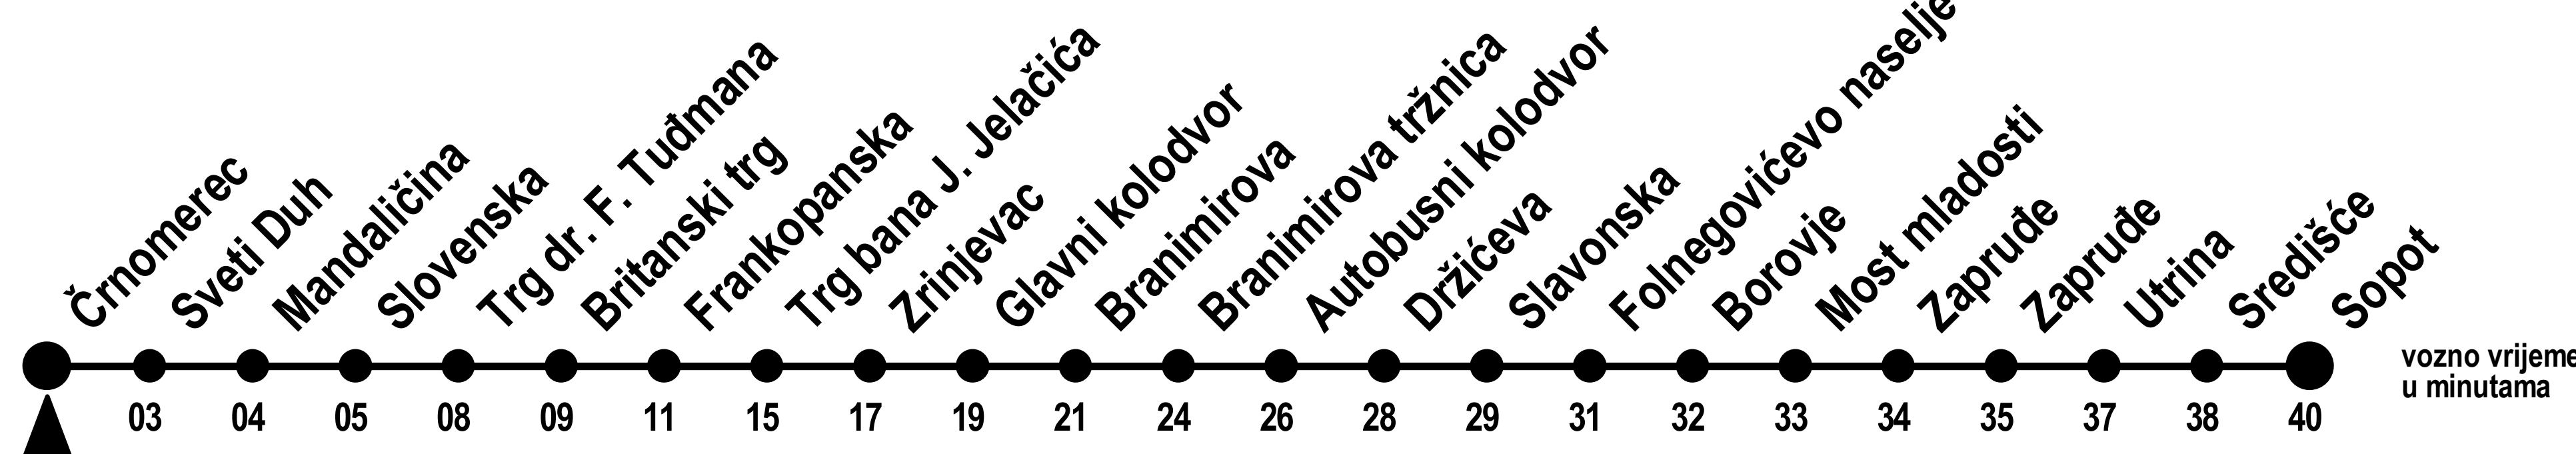 Črnomerec
Sveti Duh
Mandaličina
Slovenska
Trg dr. F. Tuđmana
Britanski trg
Frankopanska
Trg bana J. Jelačića
Zrinjevac
Glavni kolodvor
Branimirova
Branimirova tržnica
Autobusni kolodvor
Držićeva
Slavonska
Folnegovićevo naselje
Borovje
Most mladosti
Zapruđe
Zapruđe
Utrina
Središće
Sopot
03 04 05 08 09 11 15 17 19 21 24 26 28 29 31 32 33 34 35 37 38 40
vozno vrijeme
u minutama